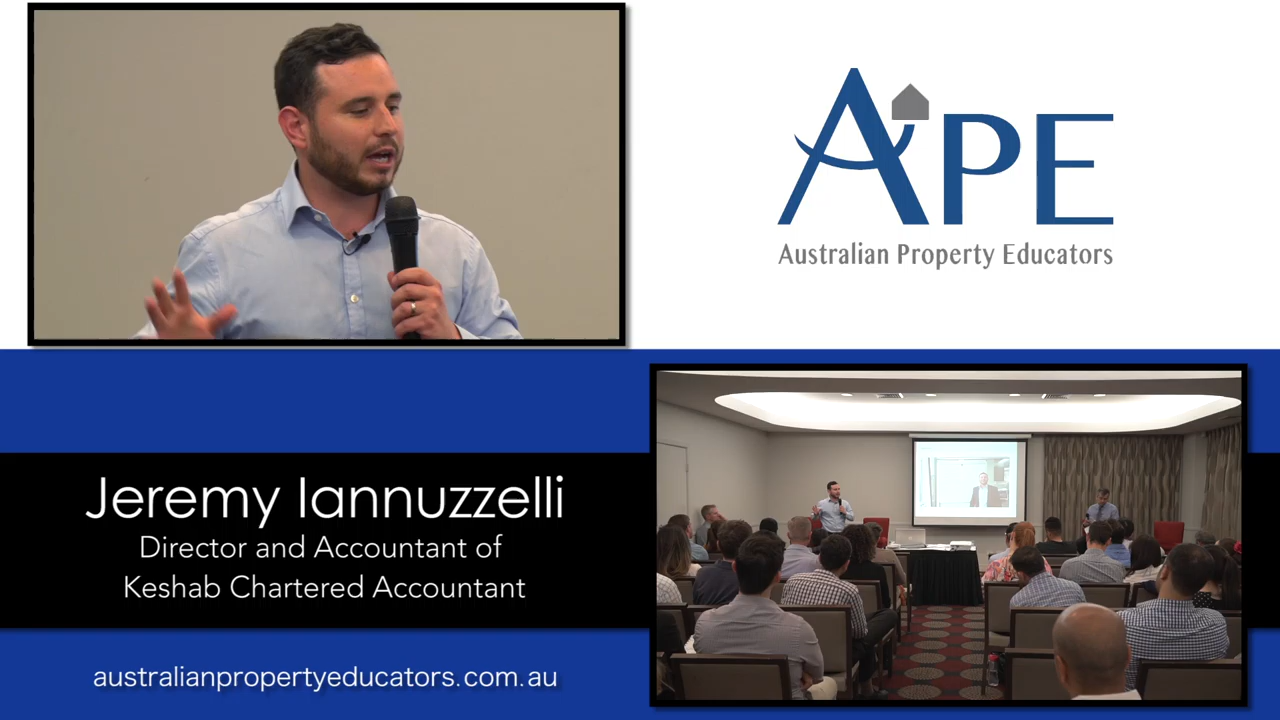 APE
Australian Property Educators
Jeremy Iannuzzelli
Director and Accountant of
Keshab Chartered Accountant
australianpropertyeducators.com.au